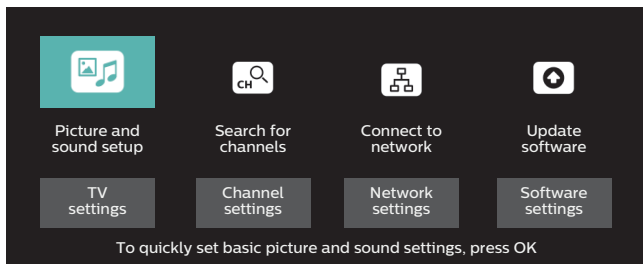 CH
Picture and
sound setup
Search for
channels
Connect to
network
Update
software
TV
settings
Channel
settings
Network
settings
Software
settings
To quickly set basic picture and sound settings, press OK